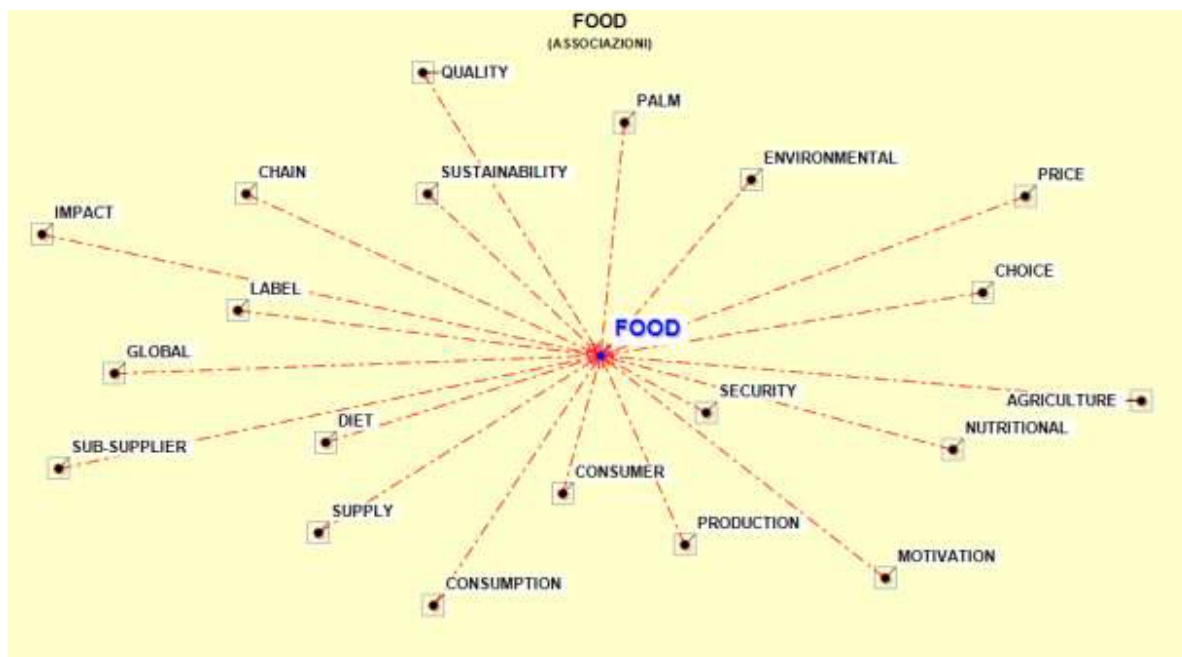 FOOD
(ASSOCIAZIONI)
QUALITY
PALM
ENVIRONMENTAL
CHAIN
SUSTAINABILITY
PRICE
IMPACT
CHOICE
LABEL
FOOD
GLOBAL
SECURITY
AGRICULTURE
DIET
NUTRITIONAL
SUB-SUPPLIER
CONSUMER
SUPPLY
PRODUCTION
MOTIVATION
CONSUMPTION